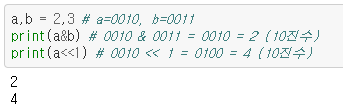 a,b = 2,3 # a=0010, b=0011
print(a&b) # 0010 & 0011 = 0010 = 2 (10진수)
print(a<<1) # 0010 << 1 = 0100 = 4 (10진수)
2
4